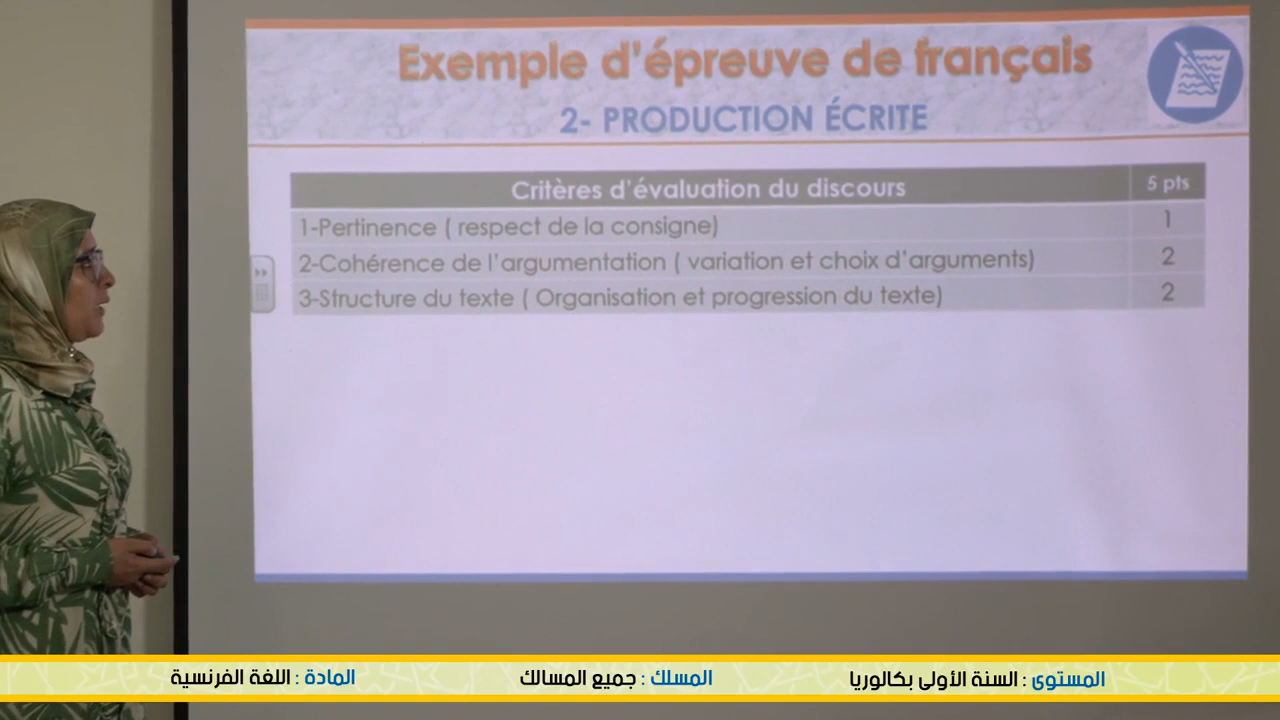 Exemple d'épreuve de français
2- PRODUCTION ÉCRITE
Critères d'évaluation du discours 5 pts
1-Pertinence ( respect de la consigne) 1
2-Cohérence de l'argumentation ( variation et choix d'arguments) 2
3-Structure du texte ( Organisation et progression du texte) 2
المستوى : السنة الأولى بكالوريا المسلك : جميع المسالك المادة : اللغة الفرنسية